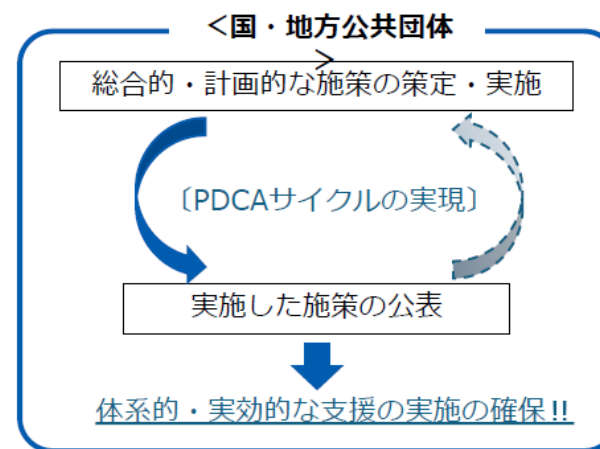 ＜国・地方公共団体
＞
総合的・計画的な施策の策定・実施
〔PDCAサイクルの実現〕
実施した施策の公表
体系的・実効的な支援の実施の確保!!